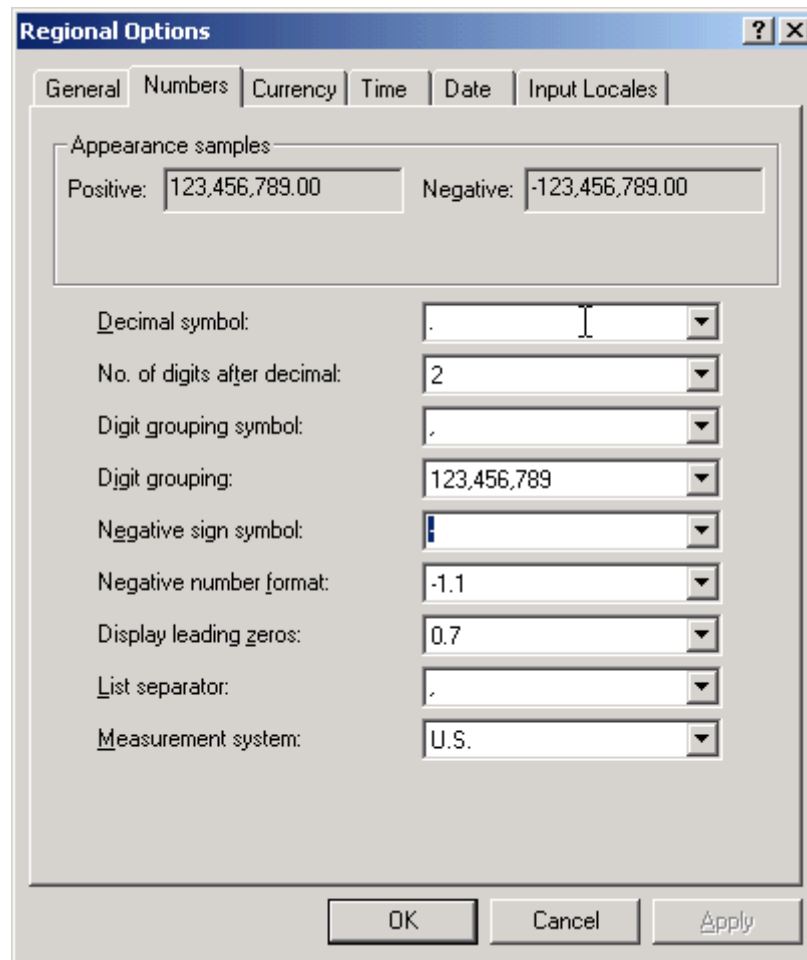 Regional Options
General Numbers Currency Time Date Input Locales
Appearance samples
Positive: 123,456,789.00 Negative: -123,456,789.00
Decimal symbol: .
No. of digits after decimal: 2
Digit grouping symbol: ,
Digit grouping: 123,456,789
Negative sign symbol: -
Negative number format: -1.1
Display leading zeros: 0.7
List separator: ,
Measurement system: U.S.
OK Cancel Apply